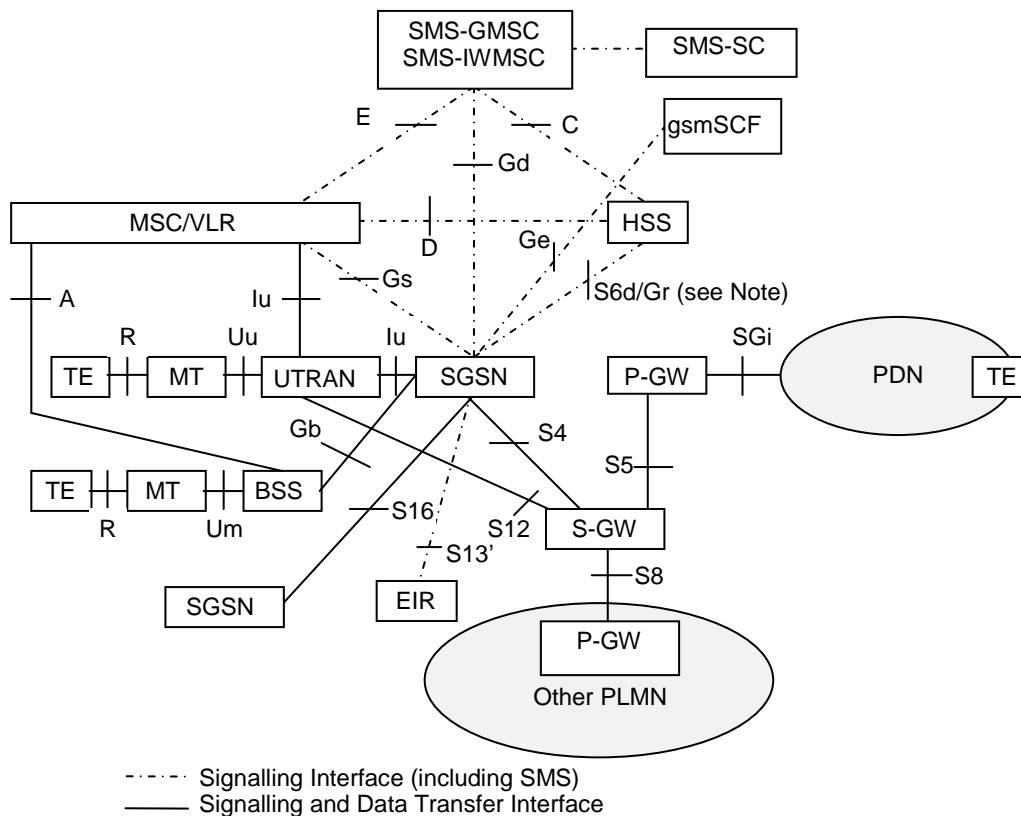 SMS-GMSC
SMS-IWMSC
SMS-SC
E
C
gsmSCF
Gd
MSC/VLR
D
HSS
Ge
Gs
S6d/Gr (see Note)
A
Iu
R
Uu
Iu
SGi
TE
MT
UTRAN
SGSN
P-GW
PDN
TE
Gb
S4
S5
TE
MT
BSS
R
Um
S16
S12
S-GW
S13’
S8
SGSN
EIR
P-GW
Other PLMN
Signalling Interface (including SMS)
Signalling and Data Transfer Interface